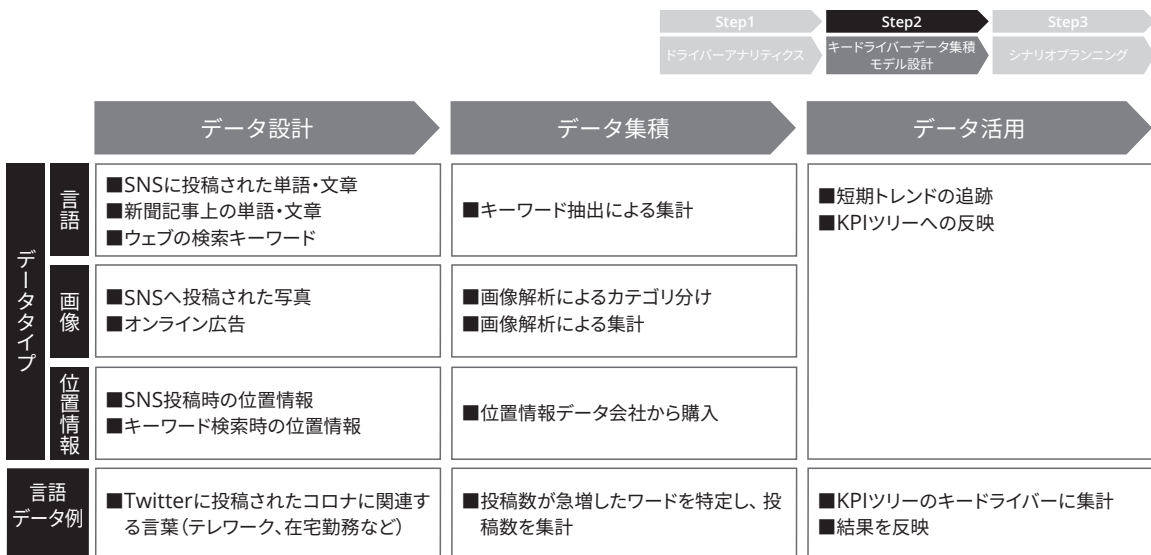 Step1
Step2
Step3
ドライバーアナリティクス
キードライバーデータ集積
モデル設計
シナリオプランニング
データ設計
データ集積
データ活用
データタイプ
言語
■SNSに投稿された単語・文章
■新聞記事上の単語・文章
■ウェブの検索キーワード
■キーワード抽出による集計
■短期トレンドの追跡
■KPIツリーへの反映
画像
■SNSへ投稿された写真
■オンライン広告
■画像解析によるカテゴリ分け
■画像解析による集計
位置情報
■SNS投稿時の位置情報
■キーワード検索時の位置情報
■位置情報データ会社から購入
言語
データ例
■Twitterに投稿されたコロナに関連す
る言葉（テレワーク、在宅勤務など）
■投稿数が急増したワードを特定し、投
稿数を集計
■KPIツリーのキードライバーに集計
■結果を反映